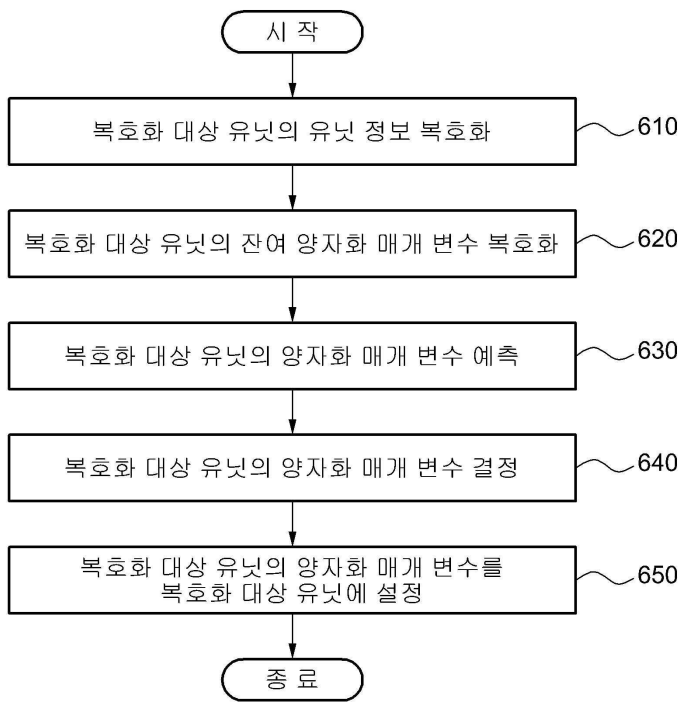 시 작
복호화 대상 유닛의 유닛 정보 복호화
610
복호화 대상 유닛의 잔여 양자화 매개 변수 복호화
620
복호화 대상 유닛의 양자화 매개 변수 예측
630
복호화 대상 유닛의 양자화 매개 변수 결정
640
복호화 대상 유닛의 양자화 매개 변수를
복호화 대상 유닛에 설정
650
종 료